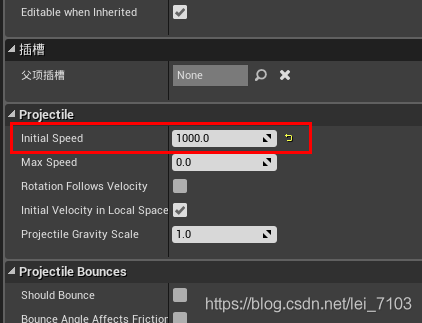 Editable when Inherited
插槽
父项插槽 None
Projectile
Initial Speed 1000.0
Max Speed 0.0
Rotation Follows Velocity
Initial Velocity in Local Space
Projectile Gravity Scale 1.0
Projectile Bounces
Should Bounce
Bounce Angle Affects Friction
https://blog.csdn.net/lei_7103